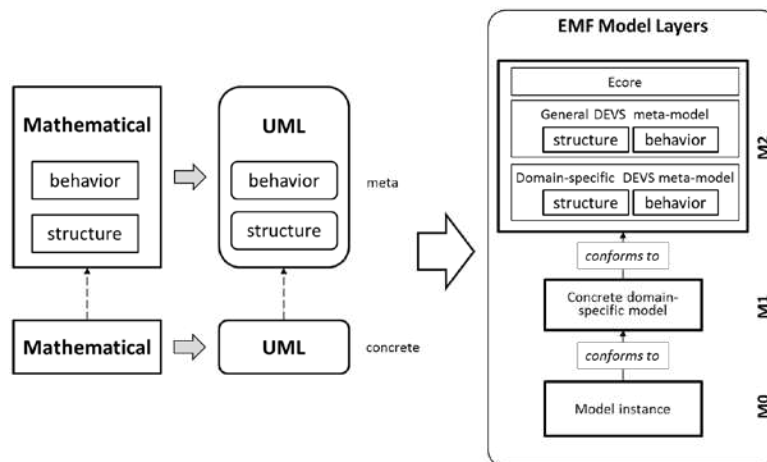 EMF Model Layers
Ecore
General DEVS meta-model
structure behavior
Domain-specific DEVS meta-model
structure behavior
M2
conforms to
Concrete domain-
specific model
M1
conforms to
Model instance
M0
Mathematical
behavior
structure
UML
behavior
structure
meta
Mathematical
UML
concrete